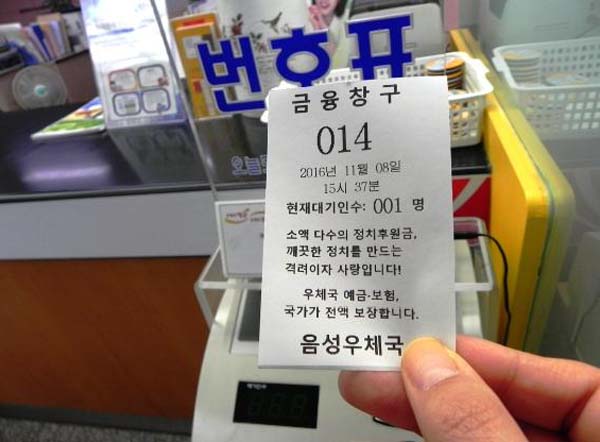 번호표
금융창구
014
2016년 11월 08일
15시 37분
현재대기인수: 001 명
소액 다수의 정치후원금,
깨끗한 정치를 만드는
격려이자 사랑입니다!
우체국 예금·보험,
국가가 전액 보장합니다.
음성우체국